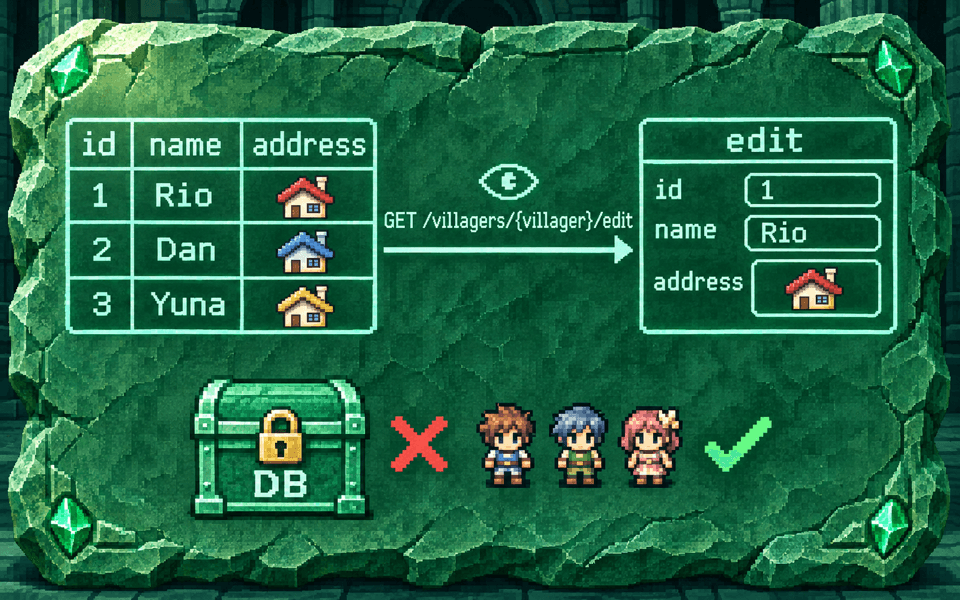 id name address
1 Rio
2 Dan
3 Yuna
GET /villagers/{villager}/edit
edit
id 1
name Rio
address
DB